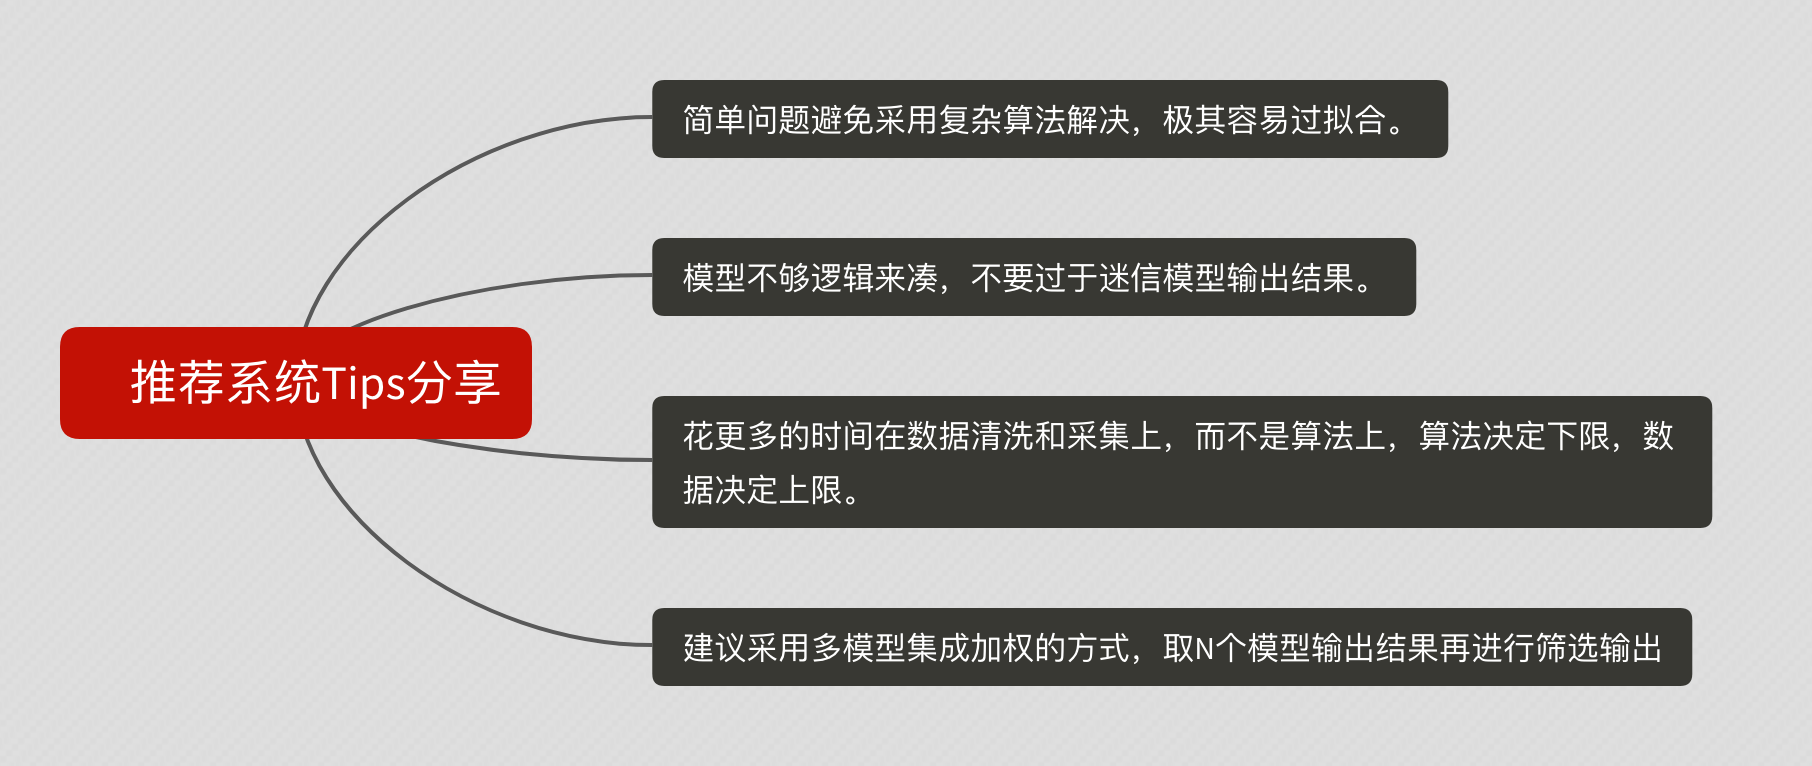 简单问题避免采用复杂算法解决，极其容易过拟合。
模型不够逻辑来凑，不要过于迷信模型输出结果。
推荐系统Tips分享
花更多的时间在数据清洗和采集上，而不是算法上，算法决定下限，数
据决定上限。
建议采用多模型集成加权的方式，取N个模型输出结果再进行筛选输出